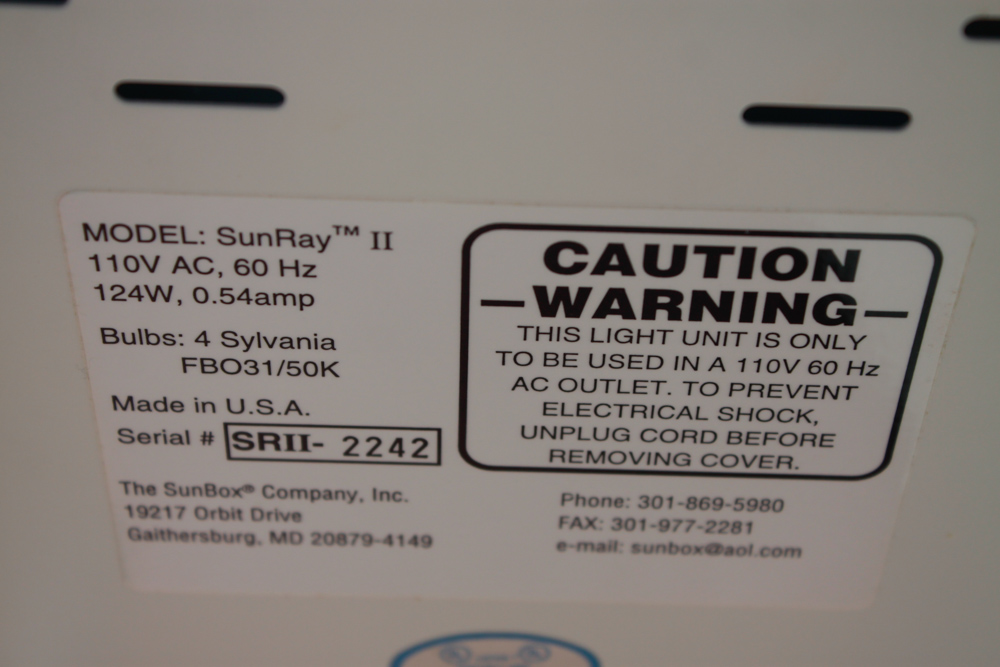 MODEL: SunRay™ II
110V AC, 60 Hz
124W, 0.54amp
Bulbs: 4 Sylvania
FBO31/50K
Made in U.S.A.
Serial # SRII- 2242
The SunBox® Company, Inc.
19217 Orbit Drive
Gaithersburg, MD 20879-4149
CAUTION
—WARNING—
THIS LIGHT UNIT IS ONLY
TO BE USED IN A 110V 60 Hz
AC OUTLET. TO PREVENT
ELECTRICAL SHOCK,
UNPLUG CORD BEFORE
REMOVING COVER.
Phone: 301-869-5980
FAX: 301-977-2281
e-mail: sunbox@aol.com